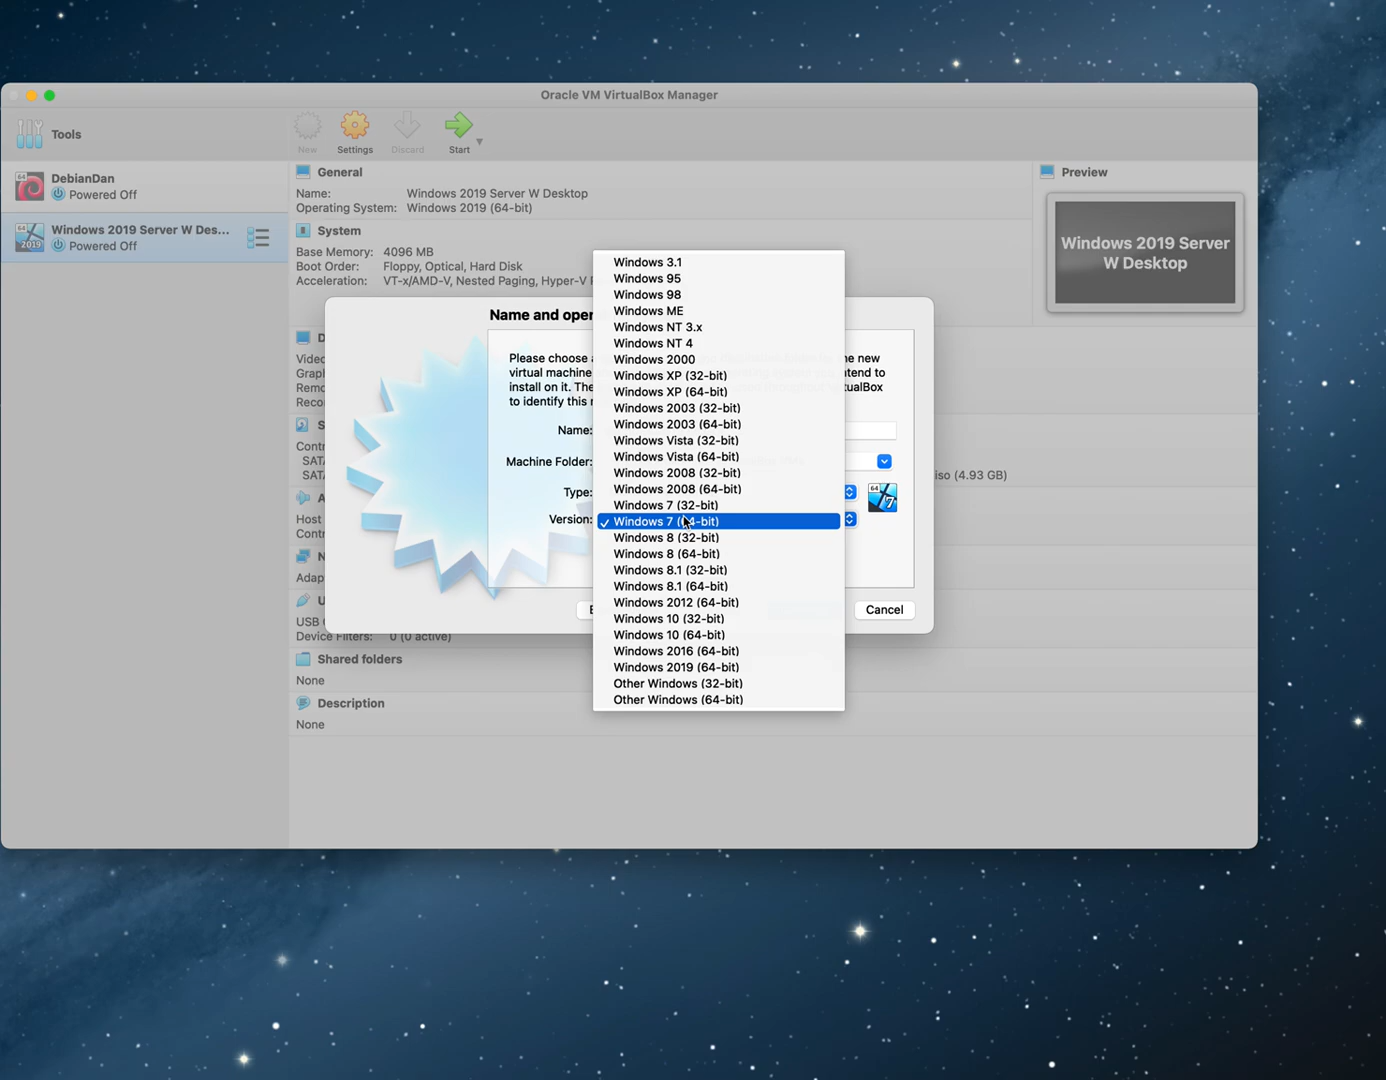 Oracle VM VirtualBox Manager
Tools
New
Settings
Discard
Start
DebianDan
Powered Off
Windows 2019 Server W Des...
Powered Off
General
Name: Windows 2019 Server W Desktop
Operating System: Windows 2019 (64-bit)
System
Base Memory: 4096 MB
Boot Order: Floppy, Optical, Hard Disk
Acceleration: VT-x/AMD-V, Nested Paging, Hyper-V
Preview
Windows 2019 Server
W Desktop
Name and oper
Please choose
the new
virtual machine
intend to
install on it. The
VirtualBox
to identify this
Name:
Machine Folder:
Type:
Version:
Cancel
Windows 3.1
Windows 95
Windows 98
Windows ME
Windows NT 3.x
Windows NT 4
Windows 2000
Windows XP (32-bit)
Windows XP (64-bit)
Windows 2003 (32-bit)
Windows 2003 (64-bit)
Windows Vista (32-bit)
Windows Vista (64-bit)
Windows 2008 (32-bit)
Windows 2008 (64-bit)
Windows 7 (32-bit)
Windows 7 (64-bit)
Windows 8 (32-bit)
Windows 8 (64-bit)
Windows 8.1 (32-bit)
Windows 8.1 (64-bit)
Windows 2012 (64-bit)
Windows 10 (32-bit)
Windows 10 (64-bit)
Windows 2016 (64-bit)
Windows 2019 (64-bit)
Other Windows (32-bit)
Other Windows (64-bit)
iso (4.93 GB)
Device Filters: 0 (0 active)
Shared folders
None
Description
None